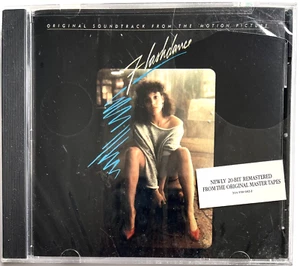 ORIGINAL SOUNDTRACK FROM THE MOTION PICTURE
Flashdance
NEWLY 20-BIT REMASTERED
FROM THE ORIGINAL MASTER TAPES